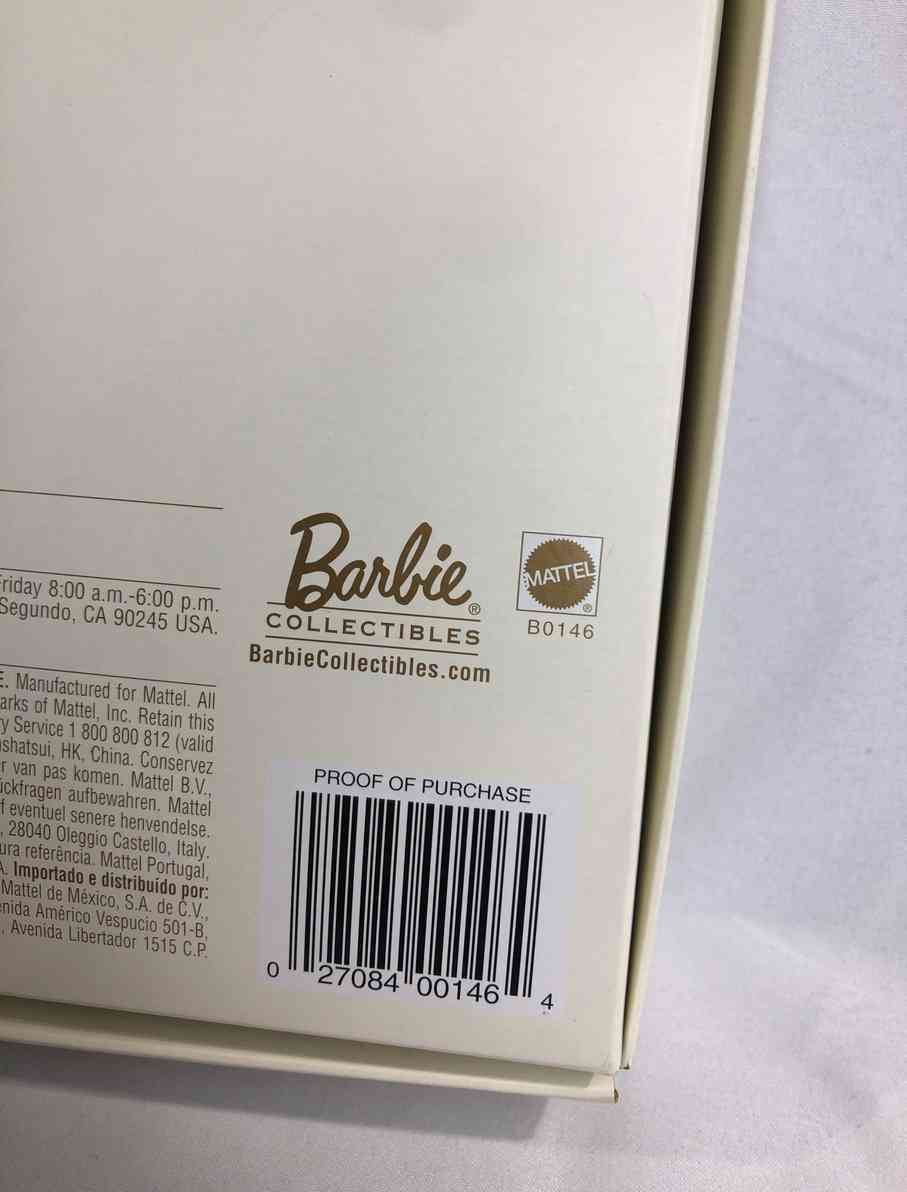 Friday 8:00 a.m.-6:00 p.m.
Segundo, CA 90245 USA.
E. Manufactured for Mattel. All
arks of Mattel, Inc. Retain this
ry Service 1 800 800 812 (valid
shatsui, HK, China. Conservez
r van pas komen. Mattel B.V.,
ückfragen aufbewahren. Mattel
f eventuel senere henvendelse.
, 28040 Oleggio Castello, Italy.
ura referência. Mattel Portugal,
A. Importado e distribuído por:
Mattel de México, S.A. de C.V.,
enida Américo Vespucio 501-B,
. Avenida Libertador 1515 C.P.
Barbie®
COLLECTIBLES
BarbieCollectibles.com
MATTEL®
B0146
PROOF OF PURCHASE
0 27084 00146 4